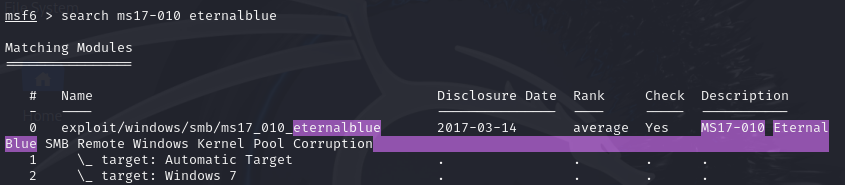 msf6 > search ms17-010 eternalblue
Matching Modules
================
#   Name                                          Disclosure Date  Rank     Check  Description
-   ----                                          ---------------  ----     -----  -----------
0   exploit/windows/smb/ms17_010_eternalblue      2017-03-14       average  Yes    MS17-010 Eternal
Blue SMB Remote Windows Kernel Pool Corruption
1     \_ target: Automatic Target                 .                .        .      .
2     \_ target: Windows 7                        .                .        .      .